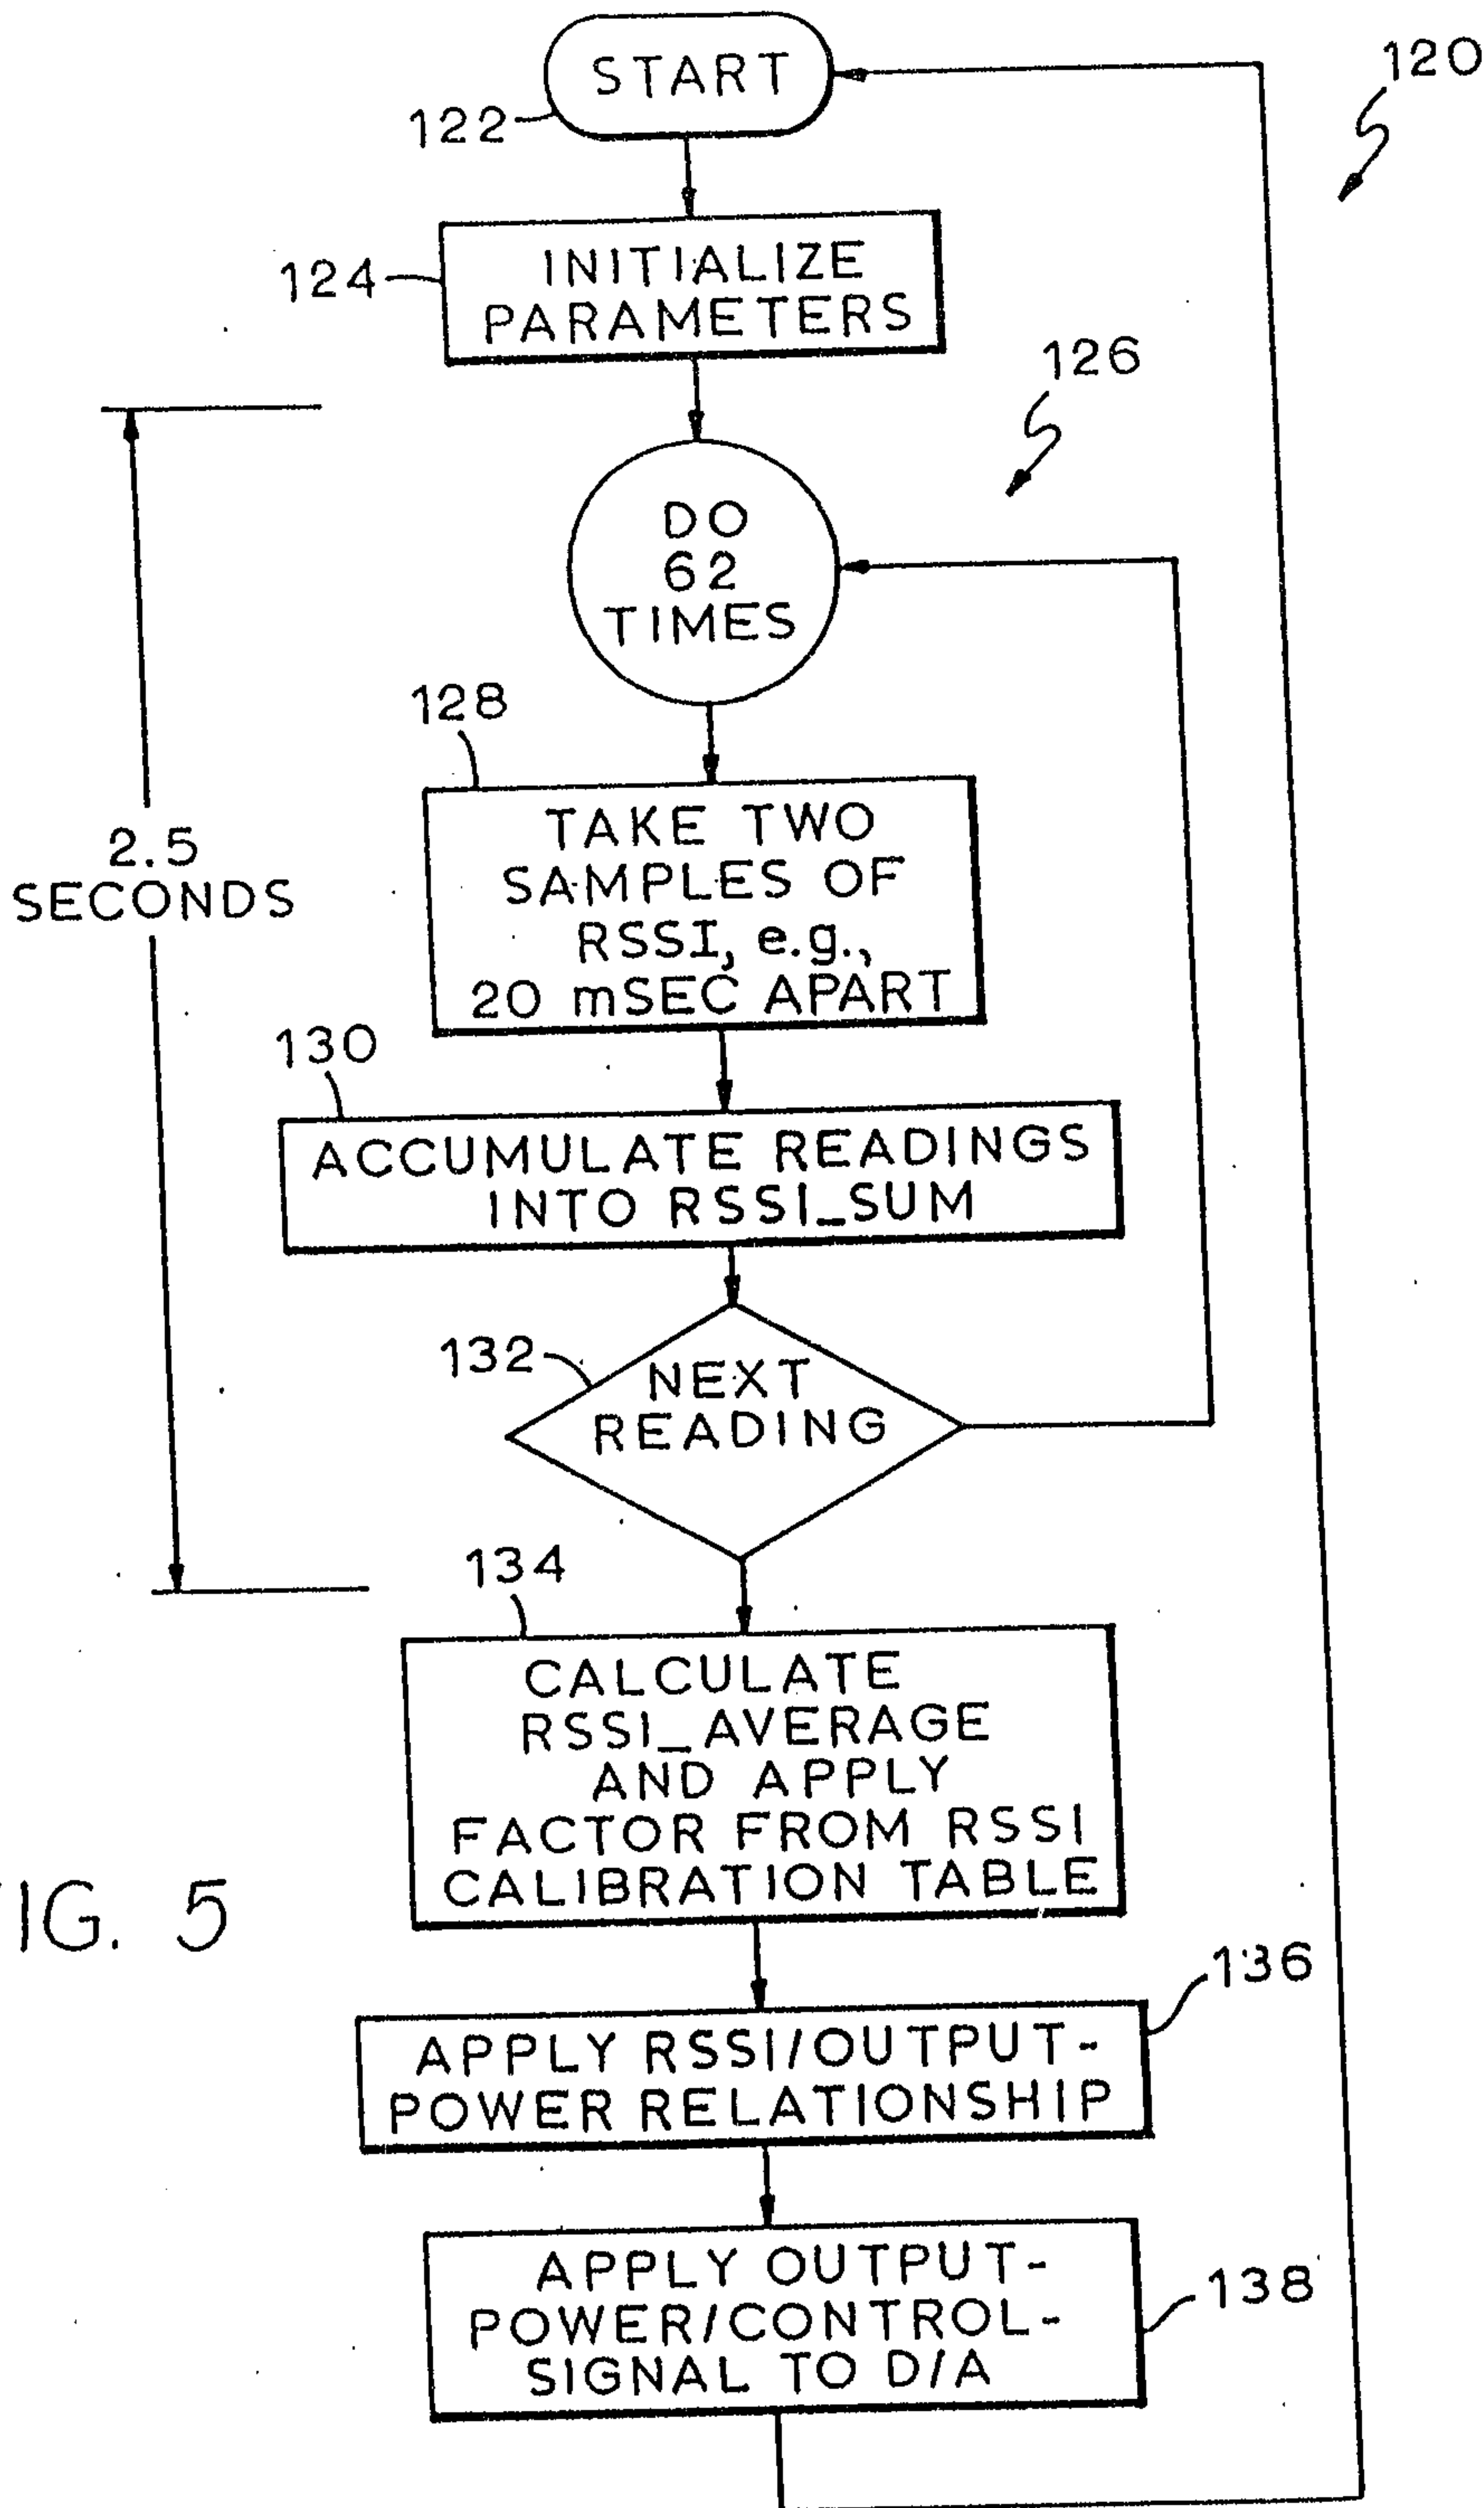 START
120
122
124
INITIALIZE
PARAMETERS
126
DO
62
TIMES
128
2.5
SECONDS
TAKE TWO
SAMPLES OF
RSSI, e.g.,
20 mSEC APART
130
ACCUMULATE READINGS
INTO RSSI_SUM
132
NEXT
READING
134
CALCULATE
RSSI_AVERAGE
AND APPLY
FACTOR FROM RSSI
CALIBRATION TABLE
IG. 5
136
APPLY RSSI/OUTPUT-
POWER RELATIONSHIP
APPLY OUTPUT-
POWER/CONTROL-
SIGNAL TO D/A
138